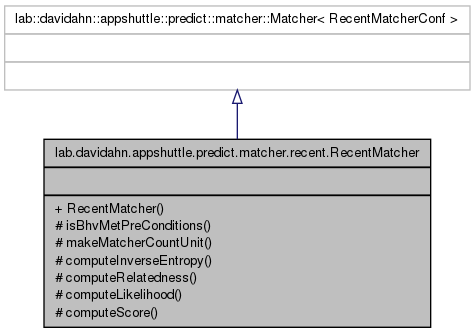 lab::davidahn::appshuttle::predict::matcher::Matcher< RecentMatcherConf >
lab.davidahn.appshuttle.predict.matcher.recent.RecentMatcher
+ RecentMatcher()
# isBhvMetPreConditions()
# makeMatcherCountUnit()
# computeInverseEntropy()
# computeRelatedness()
# computeLikelihood()
# computeScore()